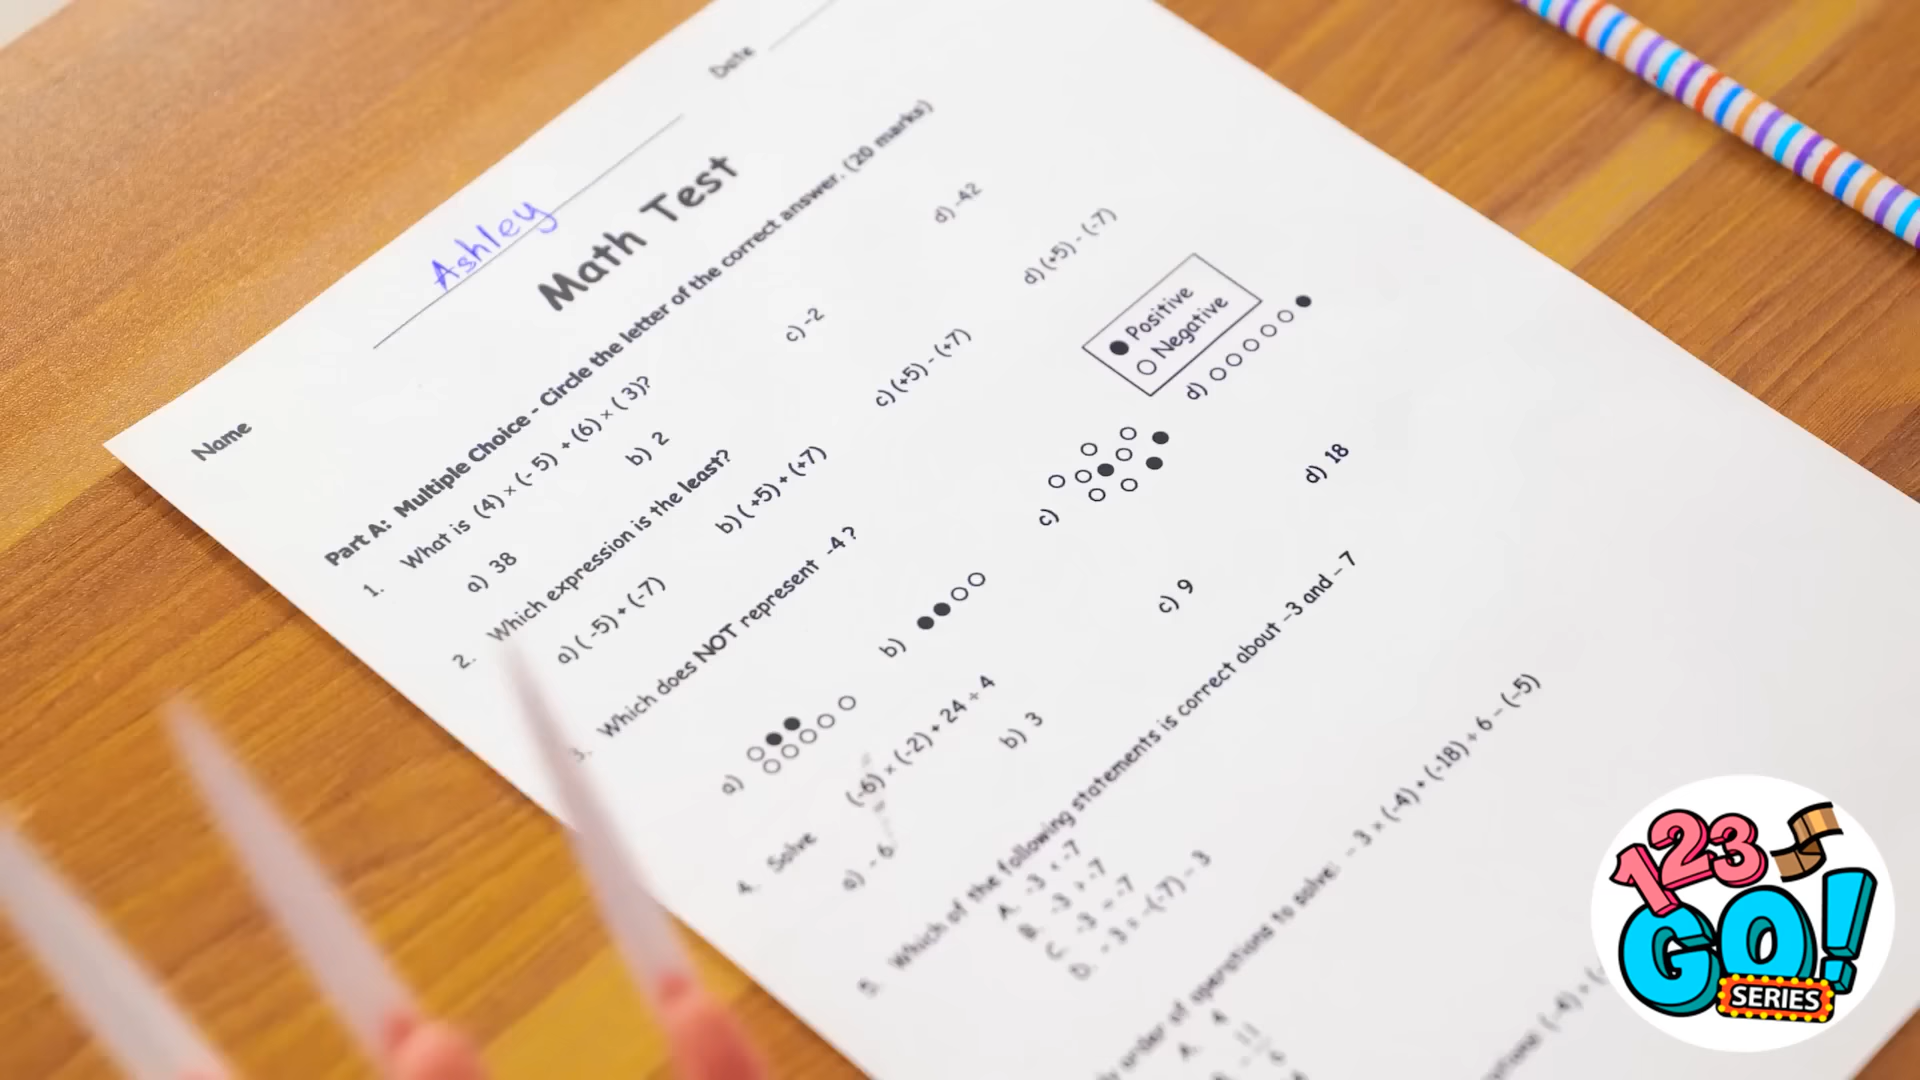 Name
Ashley
Date
Math Test
Part A: Multiple Choice - Circle the letter of the correct answer. (20 marks)
1. What is (4) × (- 5) + (6) × ( 3)?
a) 38 b) 2 c) -2 d) -42
2. Which expression is the least?
a) ( -5) + (-7) b) ( +5) + (+7) c) (+5) - (+7) d) (+5) - (-7)
3. Which does NOT represent -4 ?
Positive
Negative
a) b) c) d)
4. Solve (-6) × (-2) + 24 ÷ 4
a) - 6 b) 3 c) 9 d) 18
5. Which of the following statements is correct about -3 and - 7
A. -3 < -7
B. -3 > -7
C. -3 = -7
D. - 3 + -(-7) - 3
order of operations to solve: - 3 × (-4) + (-18) ÷ 6 - (-5)
A. 4
123
GO!
SERIES